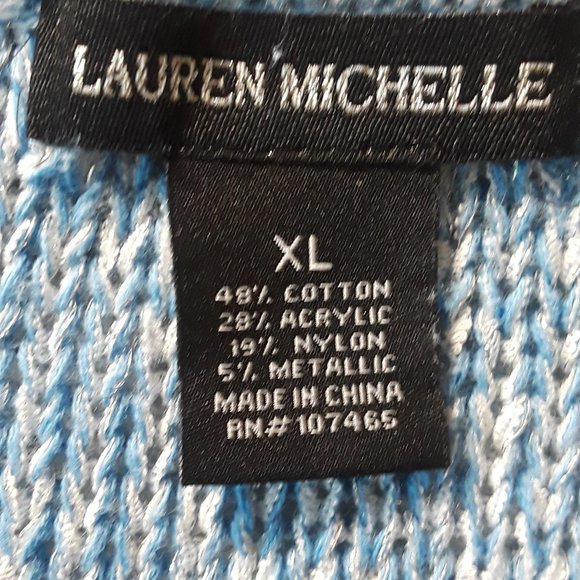 LAUREN MICHELLE
XL
48% COTTON
28% ACRYLIC
19% NYLON
5% METALLIC
MADE IN CHINA
RN# 107465